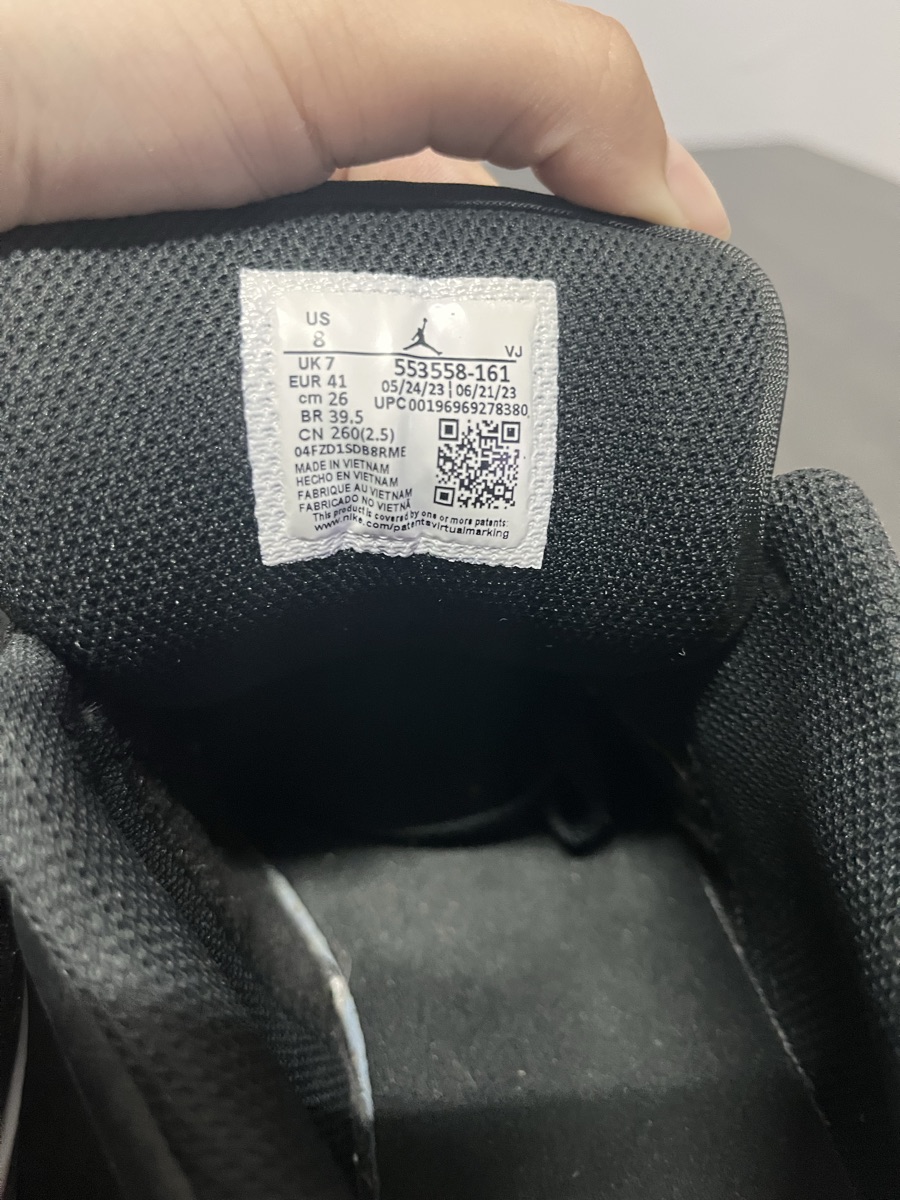 US
8
VJ
UK 7
553558-161
EUR 41
05/24/23 | 06/21/23
cm 26
UPC00196969278380
BR 39.5
CN 260(2.5)
04FZD1SDB8RME
MADE IN VIETNAM
HECHO EN VIETNAM
FABRIQUE AU VIETNAM
FABRICADO NO VIETNÃ
This product is covered by one or more patents:
www.nike.com/patentsvirtualmarking